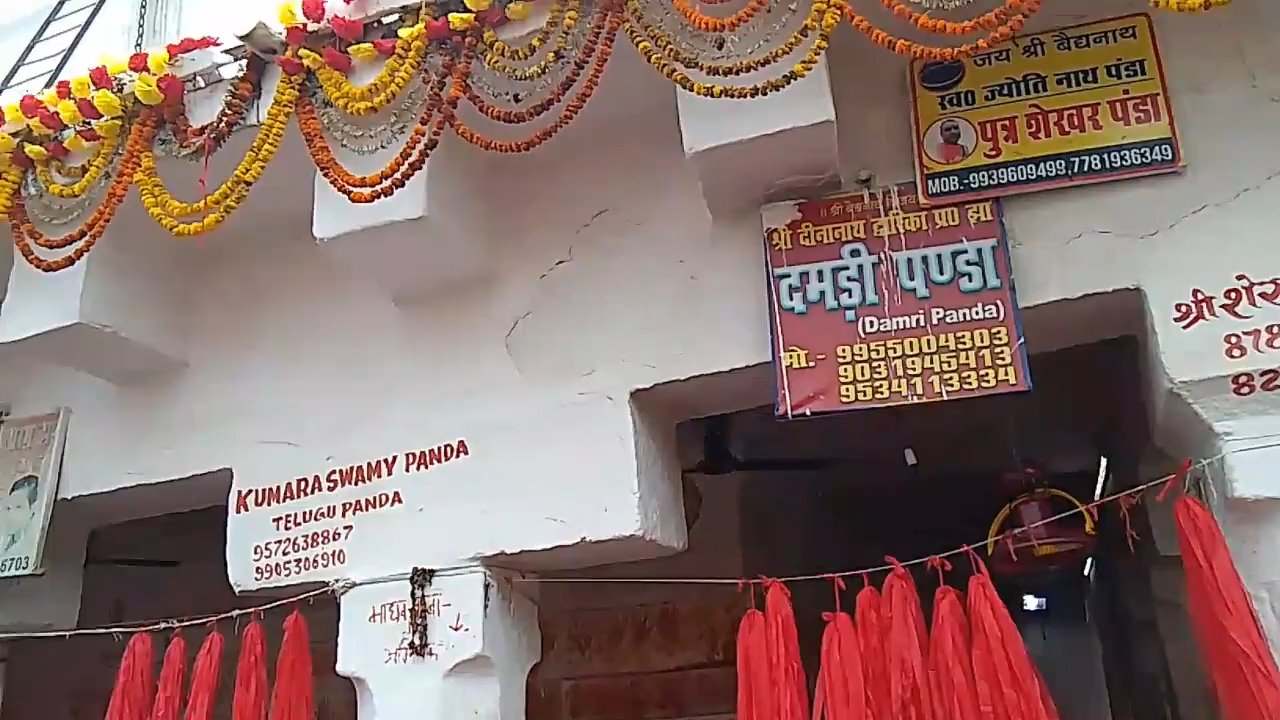 जय श्री बैद्यनाथ
स्व0 ज्योति नाथ पंडा
पुत्र शेखर पंडा
MOB.-9939609498,7781936349
श्री दीनानाथ द्वारिका प्र0 झा
दमड़ी पण्डा
(Damri Panda)
मो.- 9955004303
9031945413
9534113334
श्री शे
878
82
KUMARASWAMY PANDA
TELUGU PANDA
9572638867
9905306910
6703